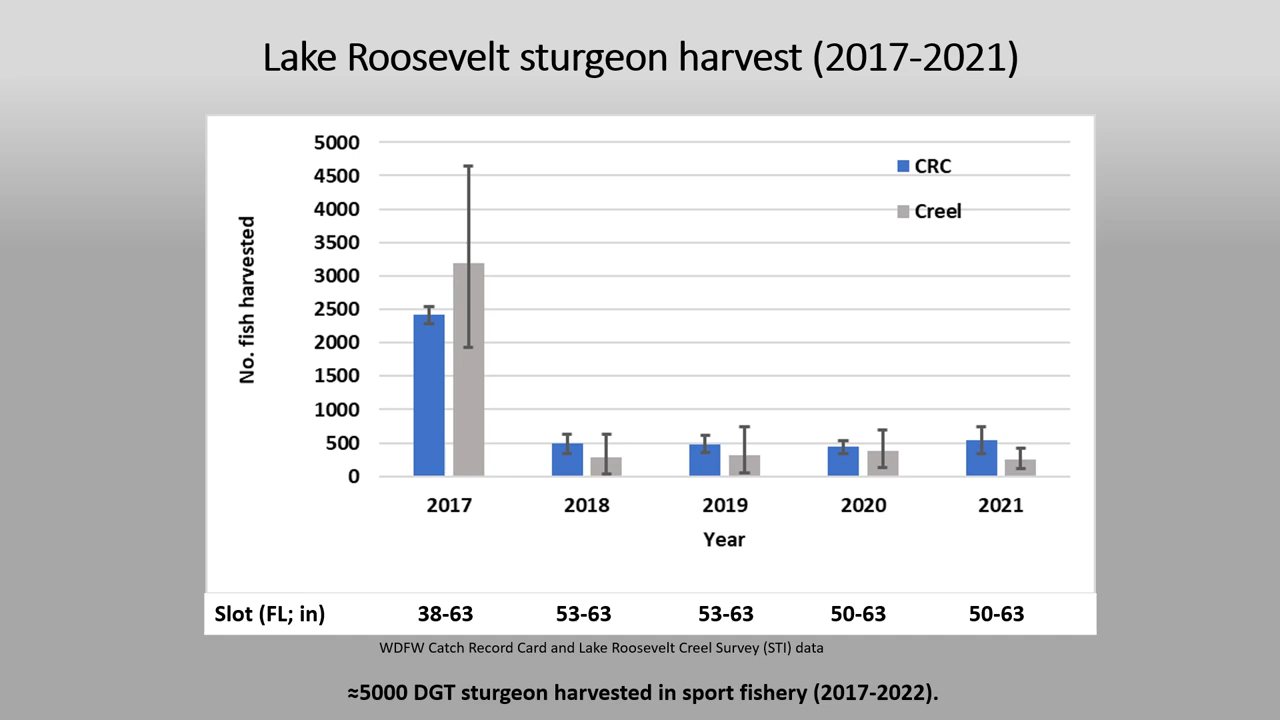 Lake Roosevelt sturgeon harvest (2017-2021)
5000
4500
4000
3500
3000
2500
2000
1500
1000
500
0
No. fish harvested
CRC
Creel
2017 2018 2019 2020 2021
Year
Slot (FL; in) 38-63 53-63 53-63 50-63 50-63
WDFW Catch Record Card and Lake Roosevelt Creel Survey (STI) data
≈5000 DGT sturgeon harvested in sport fishery (2017-2022).